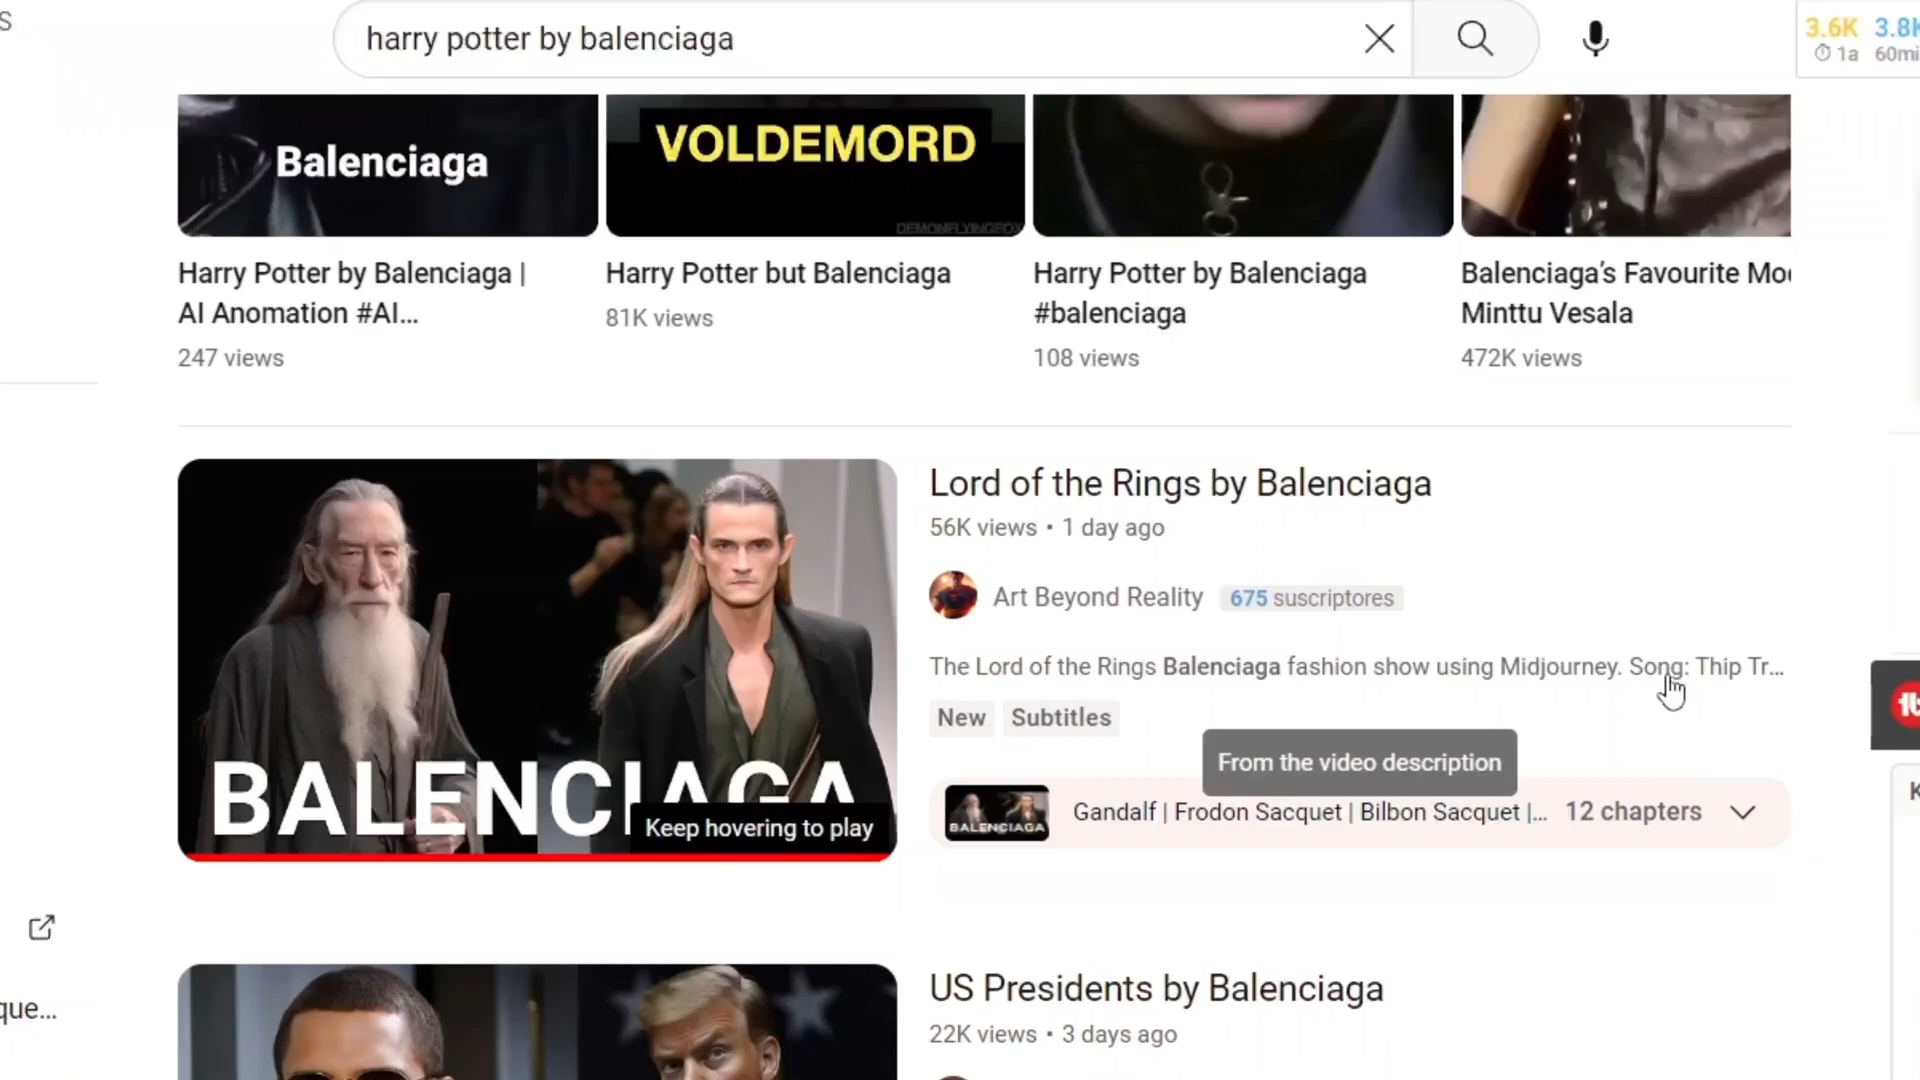 S
harry potter by balenciaga
3.6K 3.8K
1a 60mi
Balenciaga
VOLDEMORD
DEMONFLYINGFOX
Harry Potter by Balenciaga |
AI Anomation #AI...
247 views
Harry Potter but Balenciaga
81K views
Harry Potter by Balenciaga
#balenciaga
108 views
Balenciaga's Favourite Mo
Minttu Vesala
472K views
BALENCIAGA
Keep hovering to play
Lord of the Rings by Balenciaga
56K views • 1 day ago
Art Beyond Reality 675 suscriptores
The Lord of the Rings Balenciaga fashion show using Midjourney. Song: Thip Tr...
New Subtitles
From the video description
BALENCIAGA
Gandalf | Frodon Sacquet | Bilbon Sacquet |... 12 chapters
K
que...
US Presidents by Balenciaga
22K views • 3 days ago